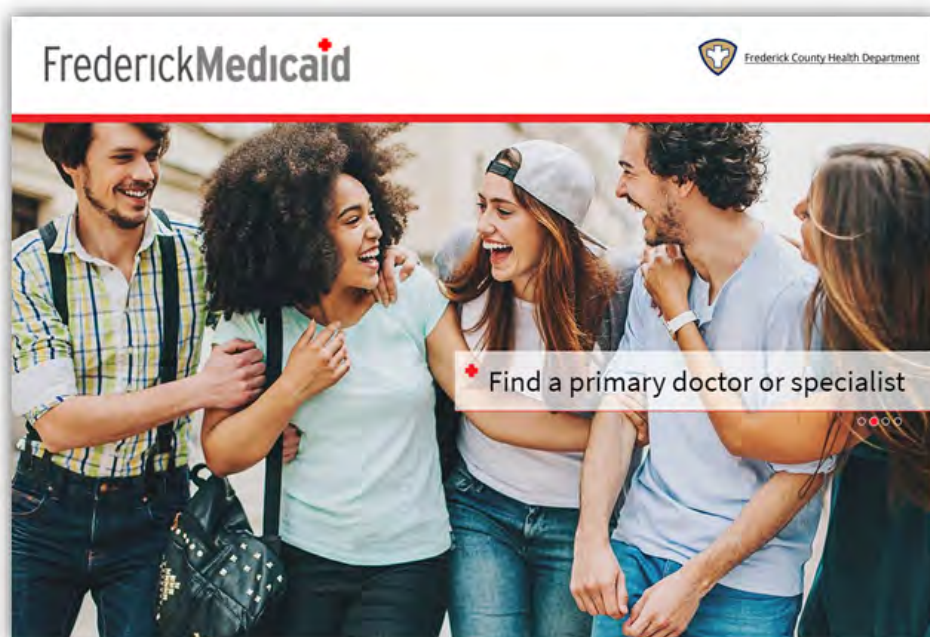 FrederickMedicaid
Frederick County Health Department
Find a primary doctor or specialist